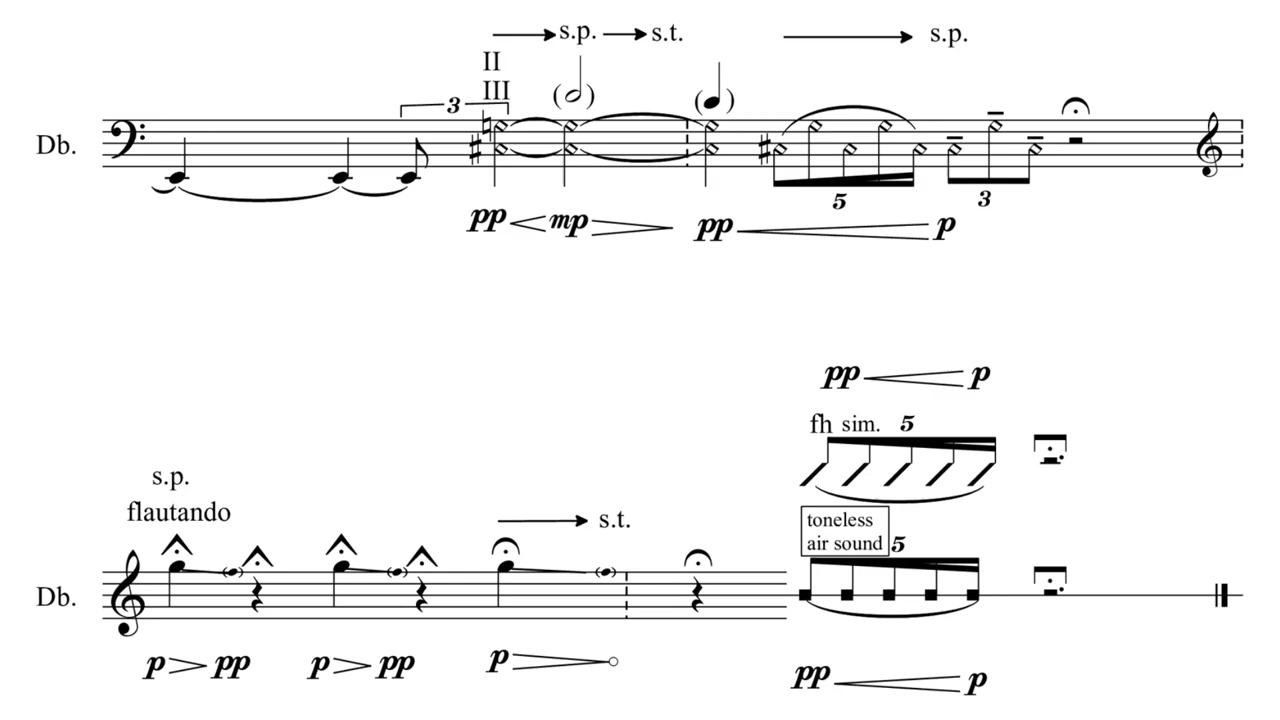 s.p. s.t. s.p.
II
III
3
Db.
5 3
pp mp pp p
pp p
fh sim. 5
s.p.
flautando
s.t.
toneless
air sound 5
Db.
p pp p pp p
pp p